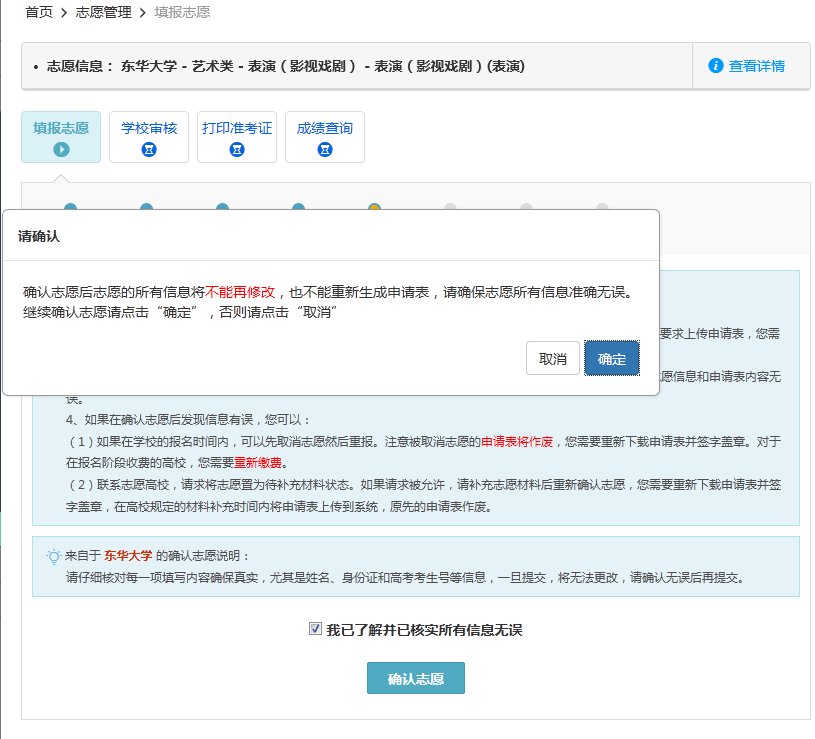 首页 > 志愿管理 > 填报志愿
• 志愿信息： 东华大学 - 艺术类 - 表演（影视戏剧） - 表演（影视戏剧）(表演)
查看详情
填报志愿 学校审核 打印准考证 成绩查询
请确认
确认志愿后志愿的所有信息将不能再修改，也不能重新生成申请表，请确保志愿所有信息准确无误。
继续确认志愿请点击“确定”，否则请点击“取消”
要求上传申请表，您需
取消 确定
愿信息和申请表内容无
误。
4、如果在确认志愿后发现信息有误，您可以：
（1）如果在学校的报名时间内，可以先取消志愿然后重报。注意被取消志愿的申请表将作废，您需要重新下载申请表并签字盖章。对于
在报名阶段收费的高校，您需要重新缴费。
（2）联系志愿高校，请求将志愿置为待补充材料状态。如果请求被允许，请补充志愿材料后重新确认志愿，您需要重新下载申请表并签
字盖章，在高校规定的材料补充时间内将申请表上传到系统，原先的申请表作废。
来自于 东华大学 的确认志愿说明：
请仔细核对每一项填写内容确保真实，尤其是姓名、身份证和高考考生号等信息，一旦提交，将无法更改，请确认无误后再提交。
我已了解并已核实所有信息无误
确认志愿